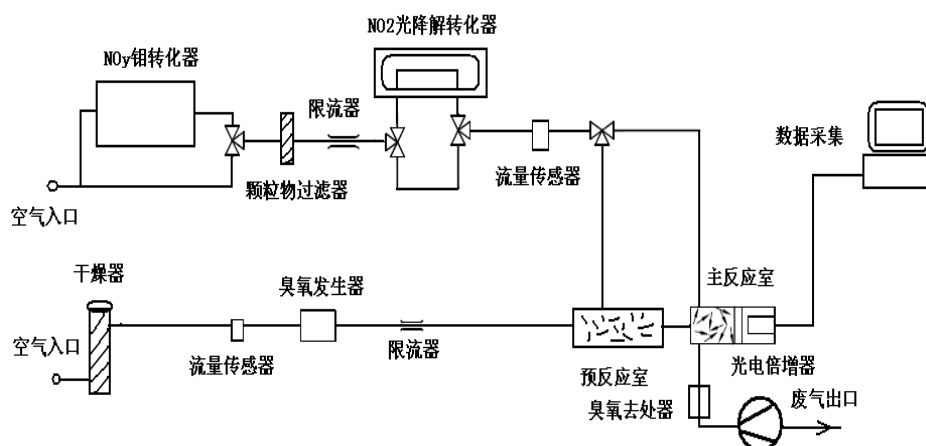 NO2光降解转化器
NOy钼转化器
限流器
数据采集
颗粒物过滤器
流量传感器
空气入口
干燥器
臭氧发生器
主反应室
空气入口
流量传感器
限流器
预反应室
光电倍增器
臭氧去处器
废气出口